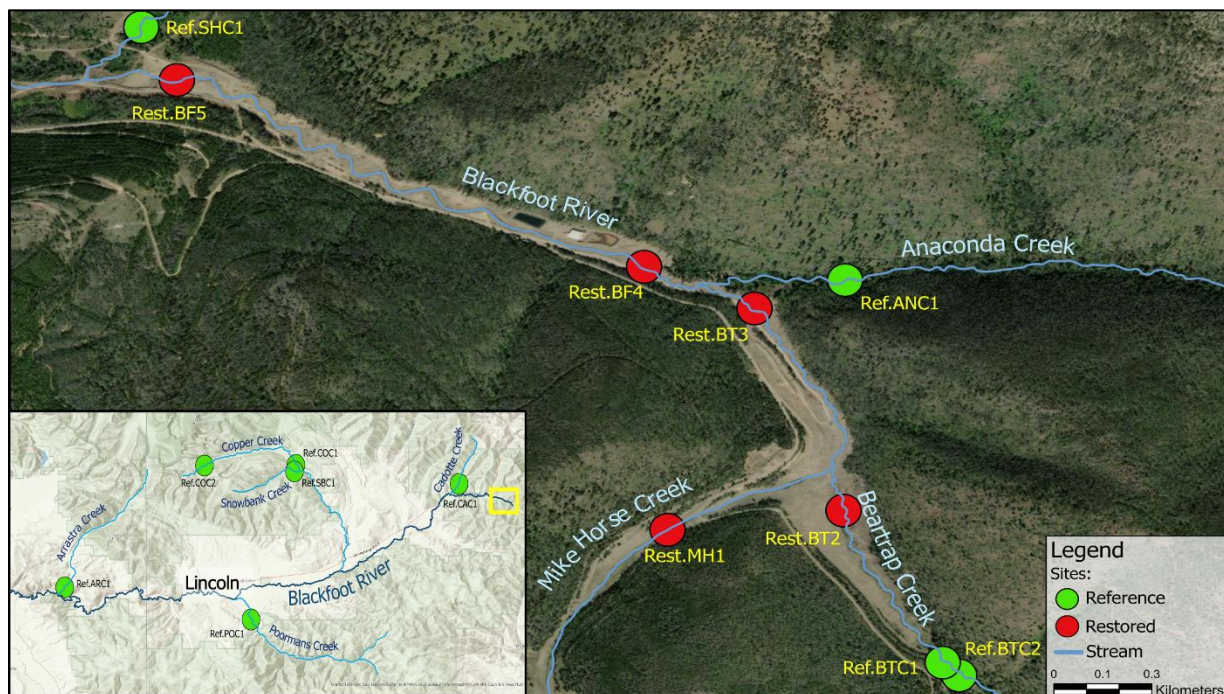 Ref.SHC1
Rest.BF5
Blackfoot River
Anaconda Creek
Rest.BF4
Ref.ANC1
Rest.BT3
Mike Horse Creek
Rest.MH1
Rest.BT2
Beartrap Creek
Ref.BTC2
Ref.BTC1
Copper Creek
Ref.COC1
Ref.COC2
Ref.SBC1
Snowbank Creek
Cadotte Creek
Ref.CAC1
Arrastra Creek
Ref.ARC1
Lincoln
Blackfoot River
Ref.POC1
Poormans Creek
Legend
Sites:
Reference
Restored
Stream
0 0.1 0.3
Kilometers